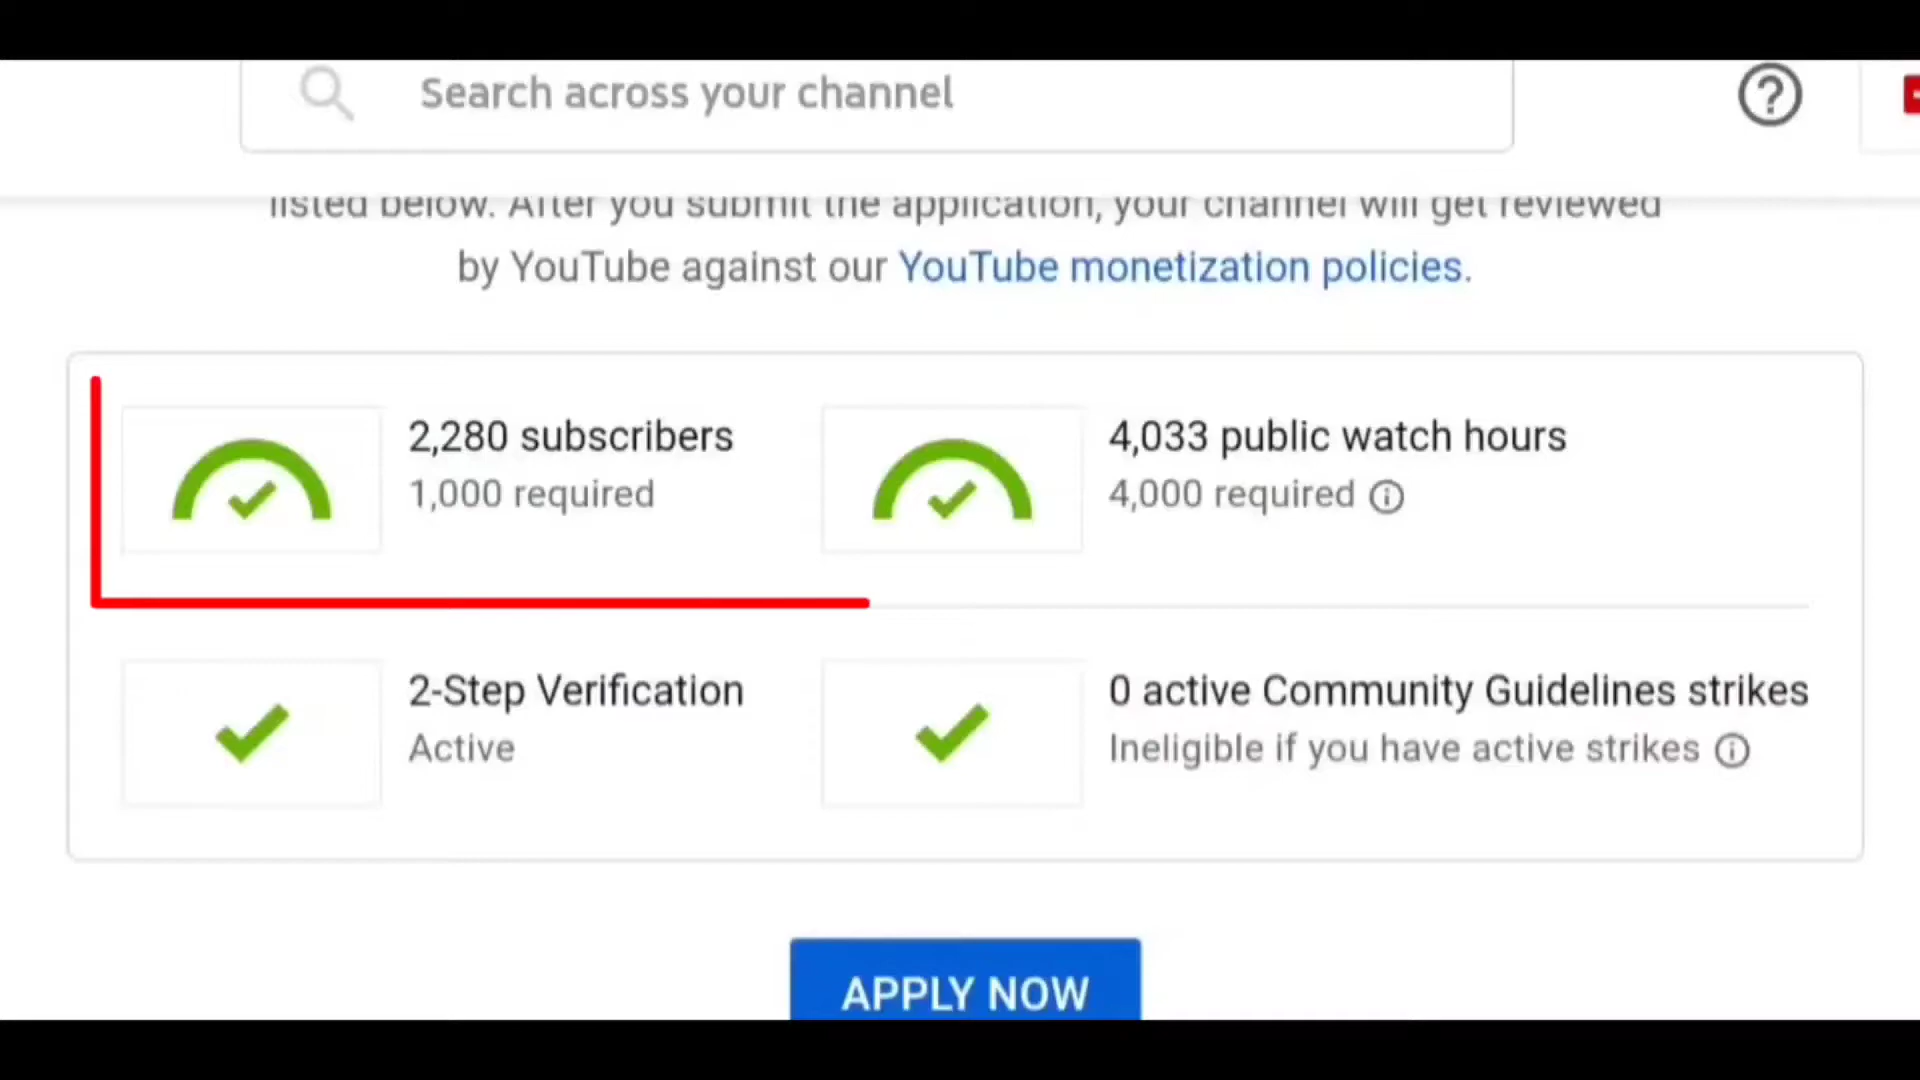 Search across your channel
listed below. After you submit the application, your channel will get reviewed
by YouTube against our YouTube monetization policies.
2,280 subscribers
1,000 required
4,033 public watch hours
4,000 required
2-Step Verification
Active
0 active Community Guidelines strikes
Ineligible if you have active strikes
APPLY NOW